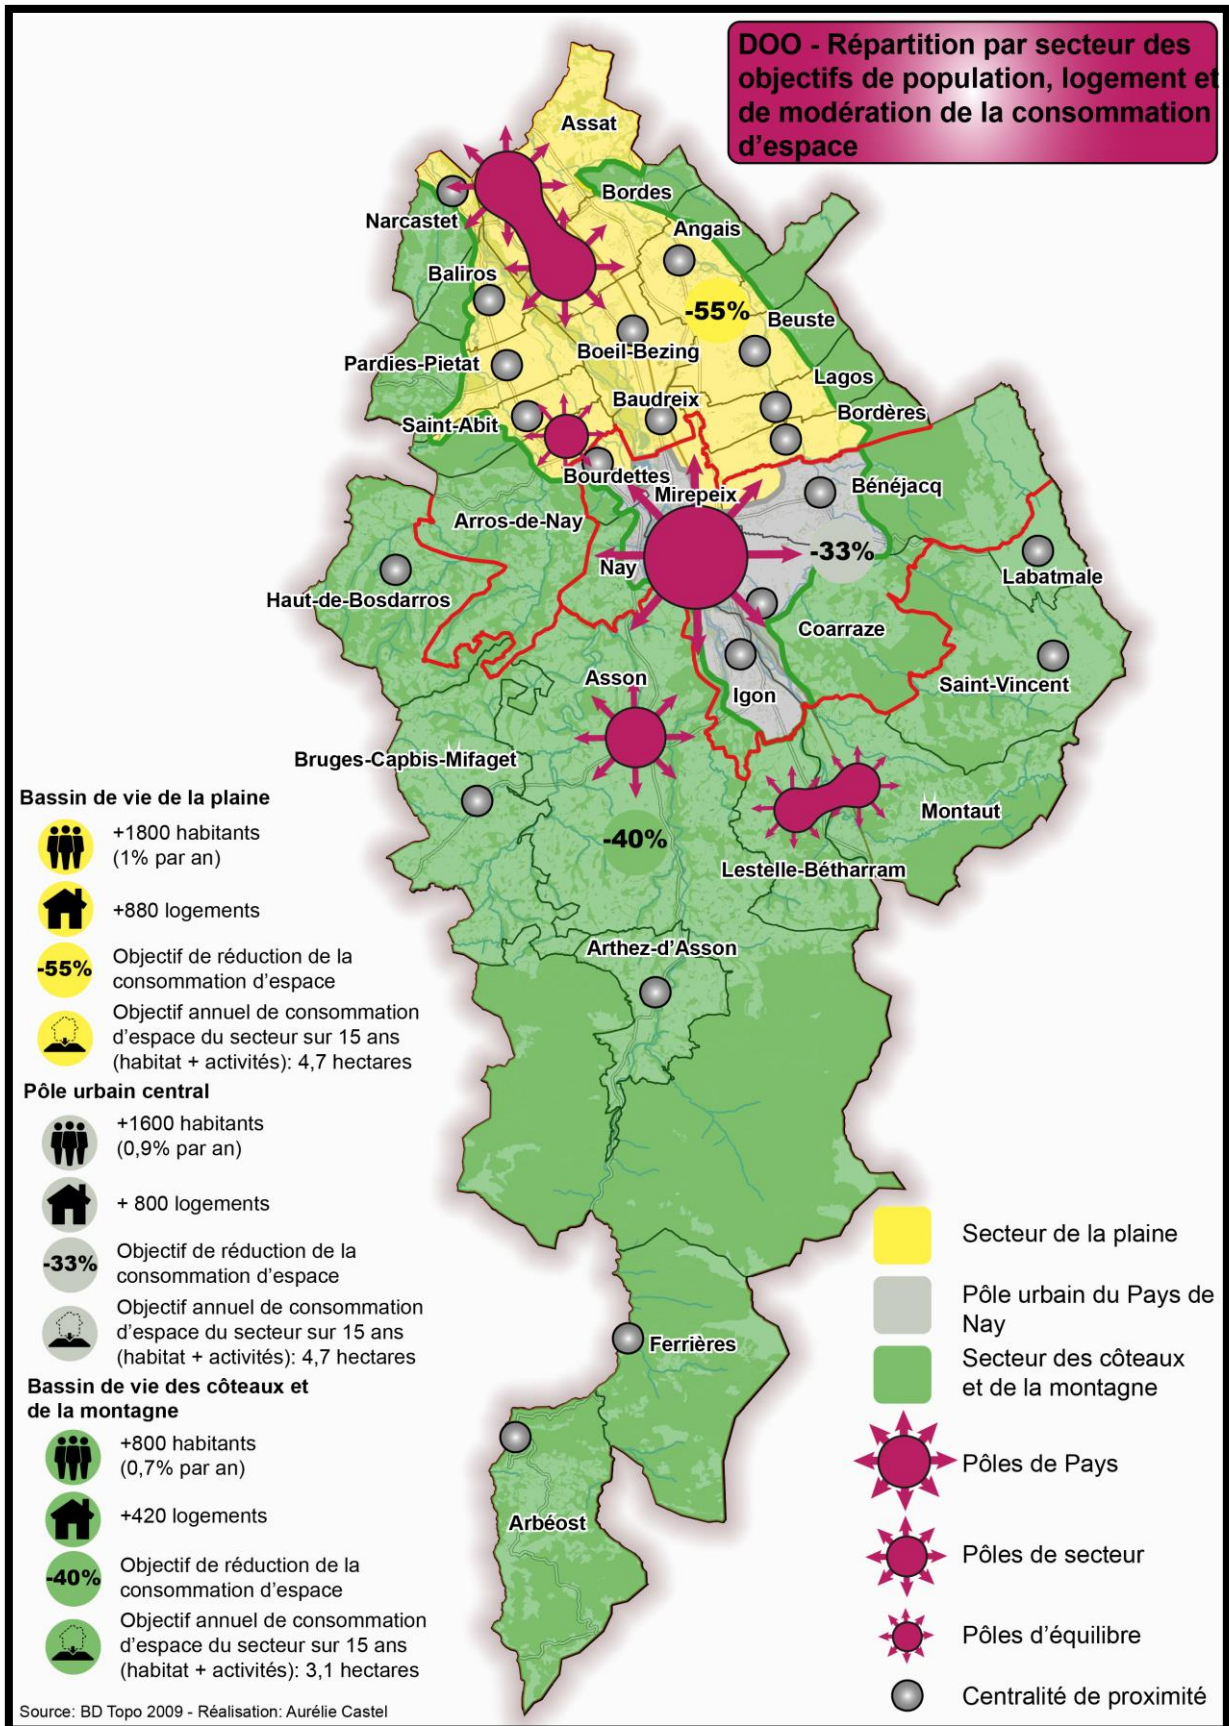 DOO - Répartition par secteur des
objectifs de population, logement et
de modération de la consommation
d'espace
Assat
Bordes
Narcastet
Angais
Baliros
-55%
Beuste
Boeil-Bezing
Pardies-Pietat
Lagos
Baudreix
Bordères
Saint-Abit
Bourdettes
Mirepeix
Bénéjacq
Arros-de-Nay
-33%
Nay
Labatmale
Haut-de-Bosdarros
Coarraze
Asson
Igon
Saint-Vincent
Bruges-Capbis-Mifaget
Montaut
-40%
Lestelle-Bétharram
Arthez-d'Asson
Ferrières
Arbéost
Bassin de vie de la plaine
+1800 habitants
(1% par an)
+880 logements
-55%
Objectif de réduction de la
consommation d'espace
Objectif annuel de consommation
d'espace du secteur sur 15 ans
(habitat + activités): 4,7 hectares
Pôle urbain central
+1600 habitants
(0,9% par an)
+ 800 logements
-33%
Objectif de réduction de la
consommation d'espace
Objectif annuel de consommation
d'espace du secteur sur 15 ans
(habitat + activités): 4,7 hectares
Bassin de vie des côteaux et
de la montagne
+800 habitants
(0,7% par an)
+420 logements
-40%
Objectif de réduction de la
consommation d'espace
Objectif annuel de consommation
d'espace du secteur sur 15 ans
(habitat + activités): 3,1 hectares
Secteur de la plaine
Pôle urbain du Pays de
Nay
Secteur des côteaux
et de la montagne
Pôles de Pays
Pôles de secteur
Pôles d'équilibre
Centralité de proximité
Source: BD Topo 2009 - Réalisation: Aurélie Castel